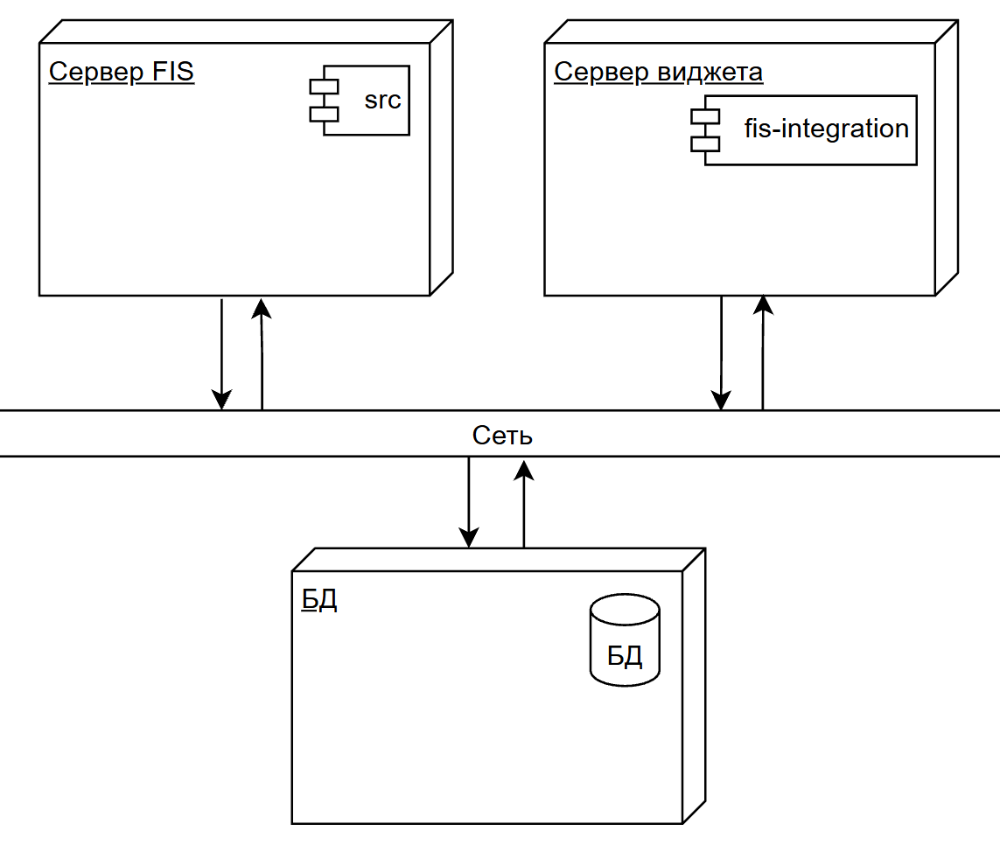 Сервер FIS
src
Сервер виджета
fis-integration
Сеть
БД
БД